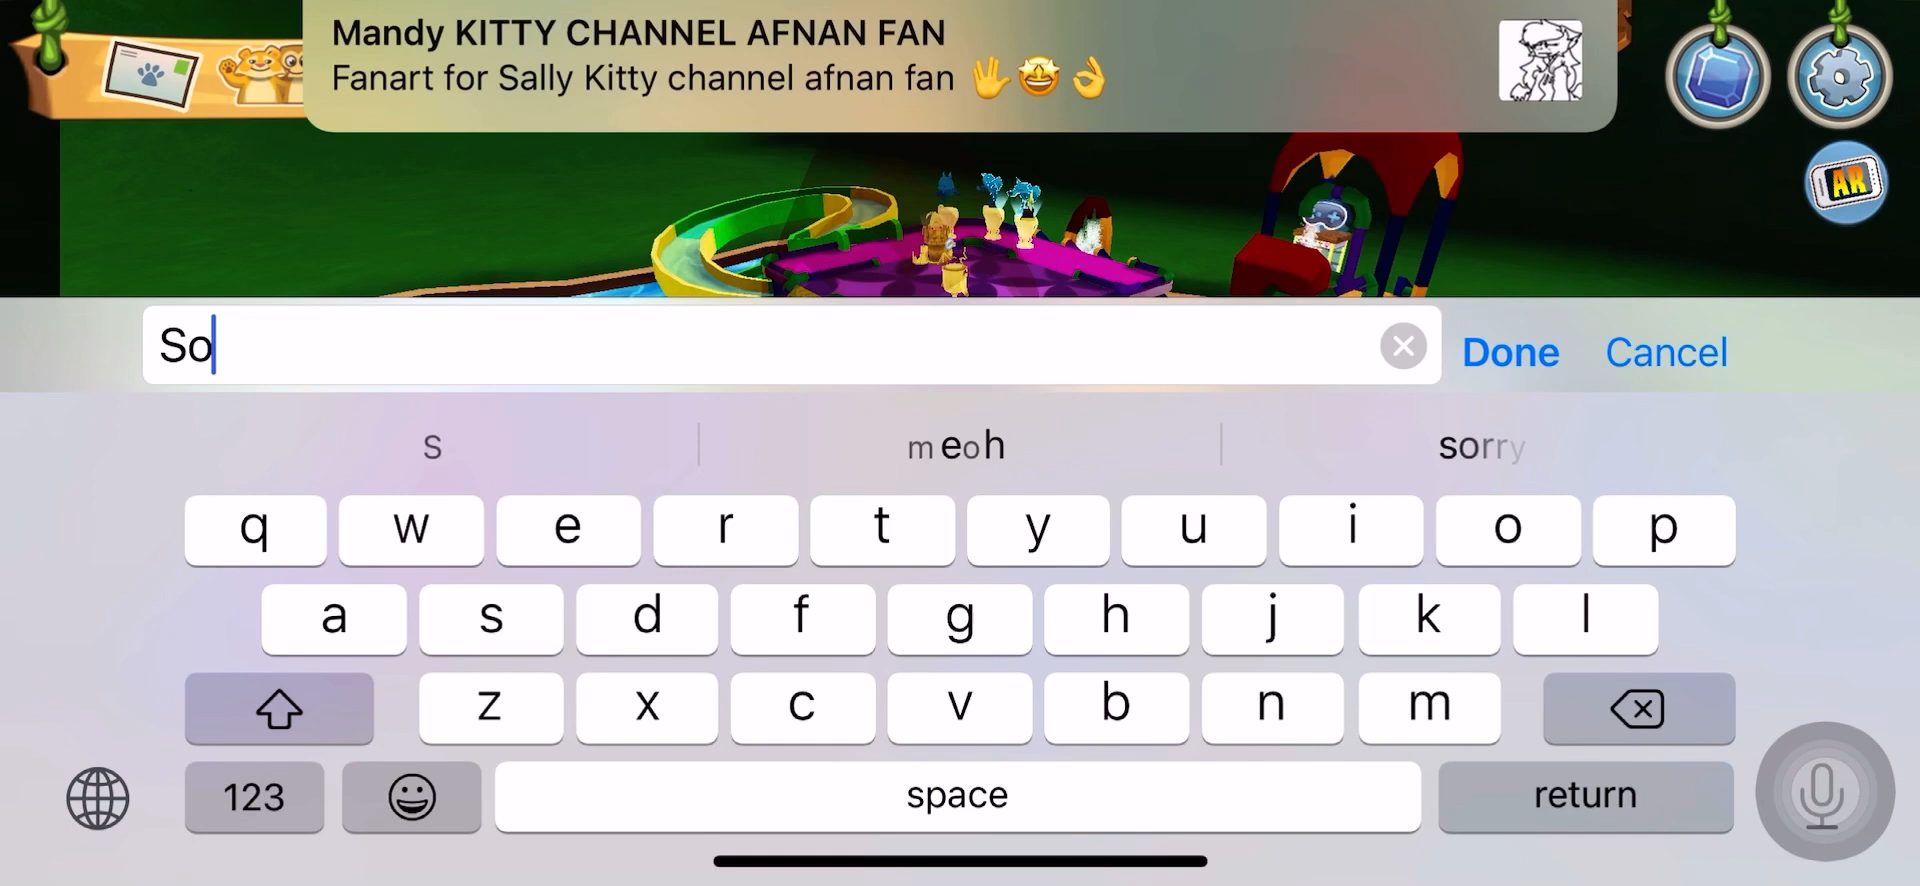 Mandy KITTY CHANNEL AFNAN FAN
Fanart for Sally Kitty channel afnan fan 🖖🤩👌
AR
So
Done Cancel
s sorry
q w e r t y u i o p
a s d f g h j k l
z x c v b n m
123 space return